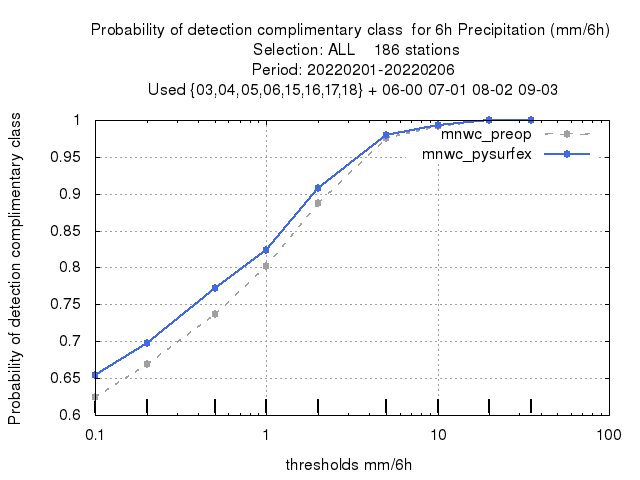 Probability of detection complimentary class  for 6h Precipitation (mm/6h)
Selection: ALL    186 stations
Period: 20220201-20220206
Used {03,04,05,06,15,16,17,18} + 06-00 07-01 08-02 09-03
Probability of detection complimentary class
1
0.95
0.9
0.85
0.8
0.75
0.7
0.65
0.6
mnwc_preop
mnwc_pysurfex
0.1
1
10
100
thresholds mm/6h